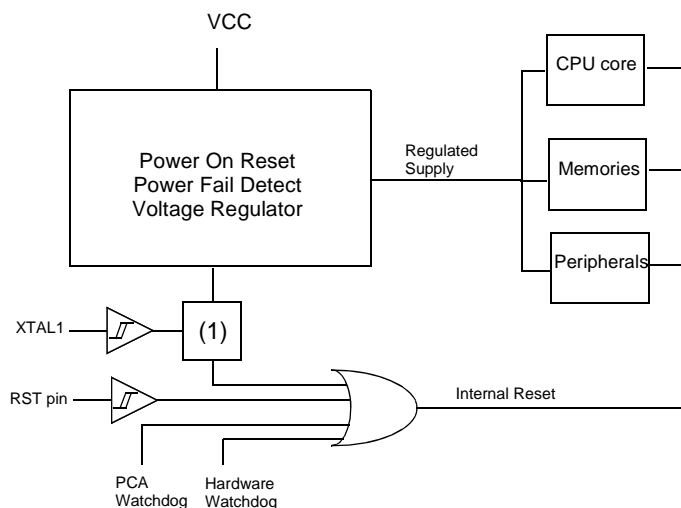 VCC
CPU core
Power On Reset
Power Fail Detect
Voltage Regulator
Regulated
Supply
Memories
Peripherals
XTAL1
(1)
RST pin
Internal Reset
PCA
Watchdog
Hardware
Watchdog